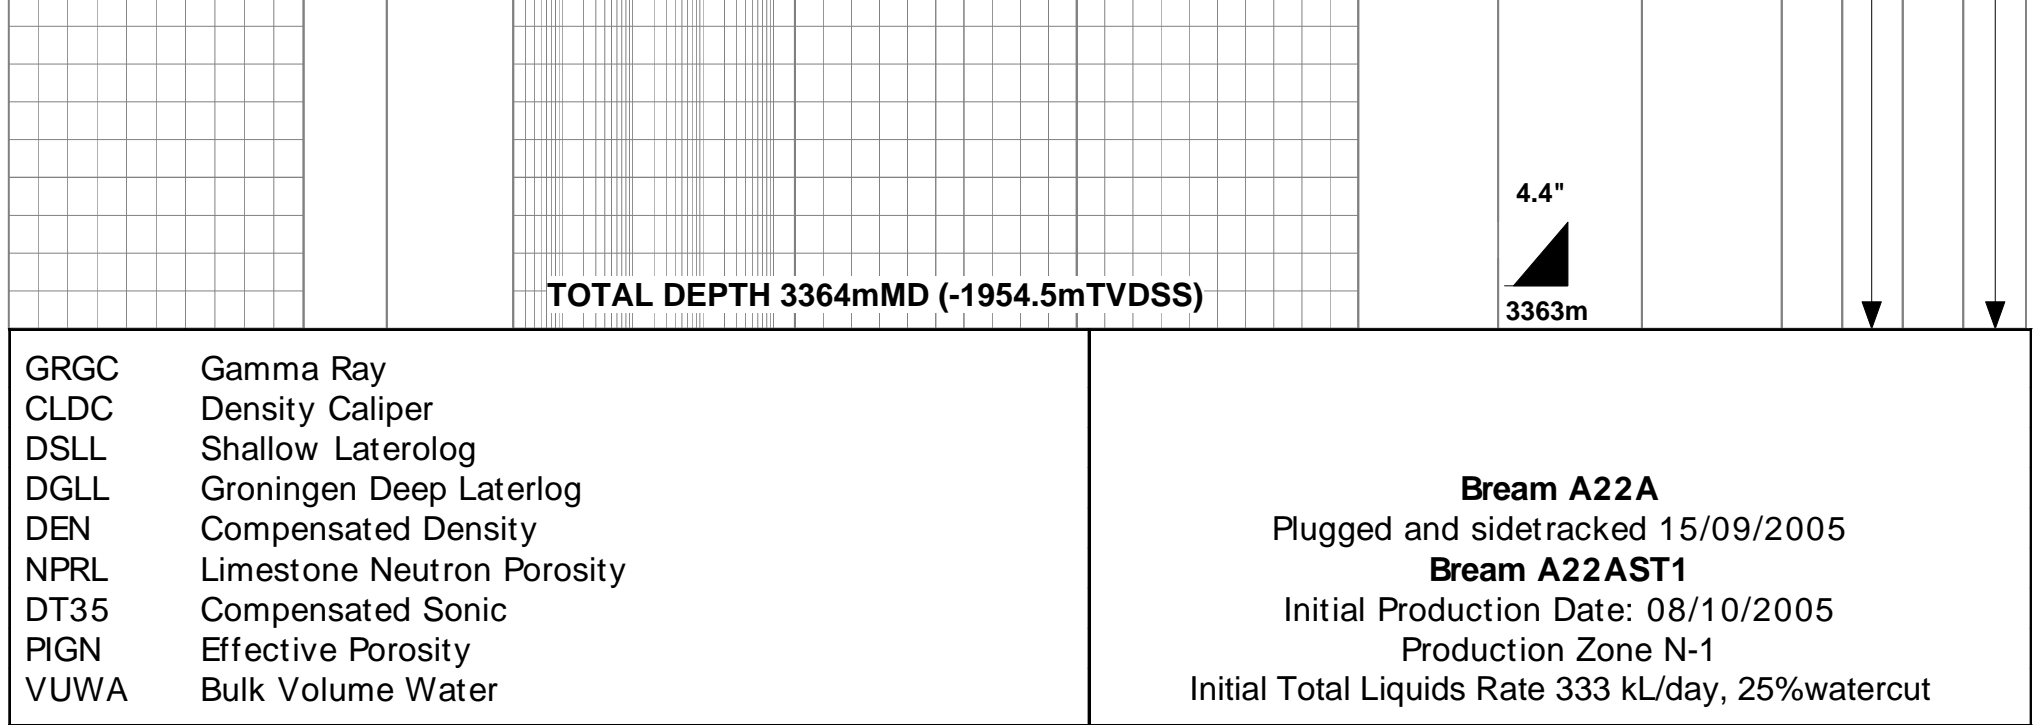 4.4"
TOTAL DEPTH 3364mMD (-1954.5mTVDSS)
3363m
GRGC Gamma Ray
CLDC Density Caliper
DSLL Shallow Laterolog
DGLL Groningen Deep Laterlog
DEN Compensated Density
NPRL Limestone Neutron Porosity
DT35 Compensated Sonic
PIGN Effective Porosity
VUWA Bulk Volume Water
Bream A22A
Plugged and sidetracked 15/09/2005
Bream A22AST1
Initial Production Date: 08/10/2005
Production Zone N-1
Initial Total Liquids Rate 333 kL/day, 25%watercut